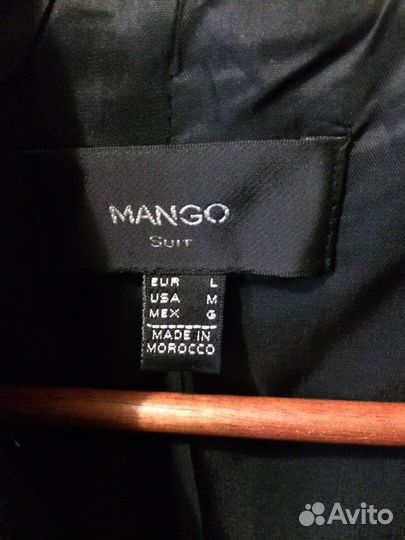 MANGO
SUIT
EUR L
USA M
MEX G
MADE IN
MOROCCO
Avito